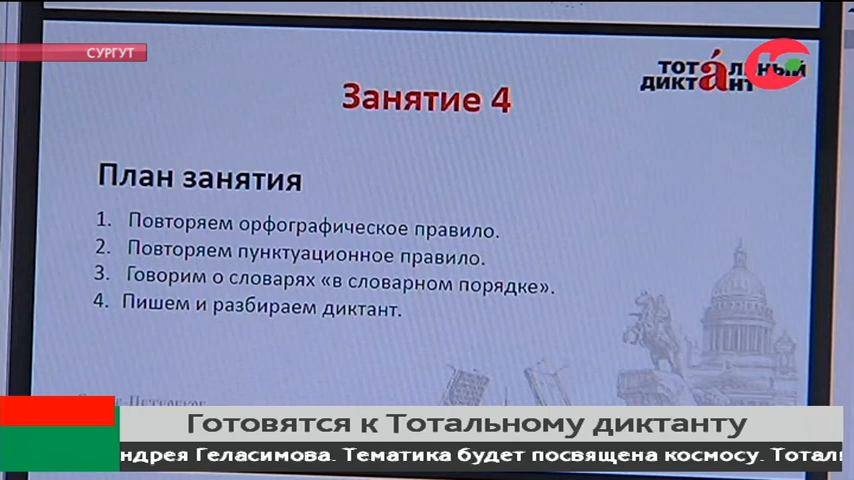 СУРГУТ
тотальный
диктант
Занятие 4
План занятия
1. Повторяем орфографическое правило.
2. Повторяем пунктуационное правило.
3. Говорим о словарях «в словарном порядке».
4. Пишем и разбираем диктант.
Готовятся к Тотальному диктанту
ндрея Геласимова. Тематика будет посвящена космосу. Тотал